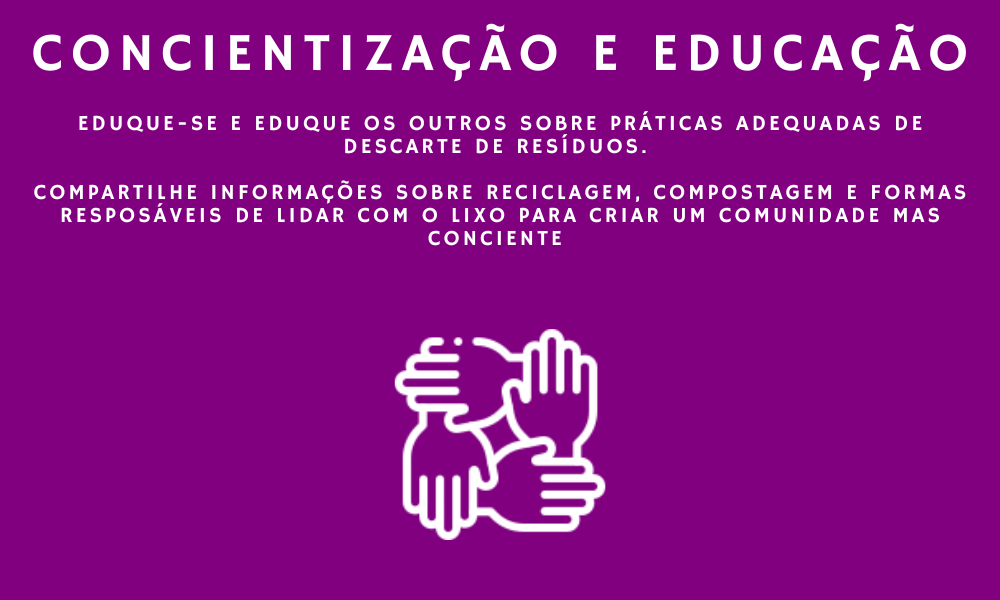 CONCIENTIZAÇÃO E EDUCAÇÃO
EDUQUE-SE E EDUQUE OS OUTROS SOBRE PRÁTICAS ADEQUADAS DE
DESCARTE DE RESÍDUOS.
COMPARTILHE INFORMAÇÕES SOBRE RECICLAGEM, COMPOSTAGEM E FORMAS
RESPOSÁVEIS DE LIDAR COM O LIXO PARA CRIAR UM COMUNIDADE MAS
CONCIENTE